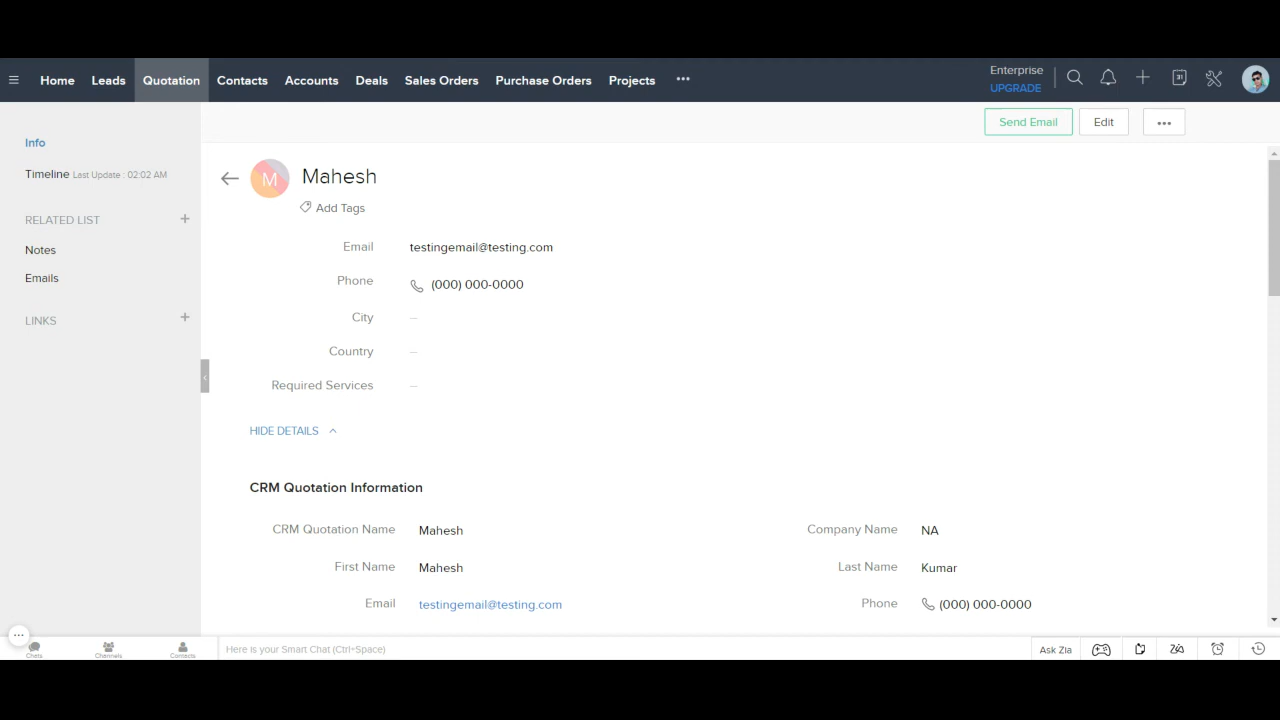 Home Leads Quotation Contacts Accounts Deals Sales Orders Purchase Orders Projects •••
Enterprise
UPGRADE
31
Send Email Edit •••
Info
Timeline Last Update : 02:02 AM
RELATED LIST +
Notes
Emails
LINKS +
M Mahesh
Add Tags
Email testingemail@testing.com
Phone (000) 000-0000
City —
Country —
Required Services —
HIDE DETAILS
CRM Quotation Information
CRM Quotation Name Mahesh Company Name NA
First Name Mahesh Last Name Kumar
Email testingemail@testing.com Phone (000) 000-0000
Chats Channels Contacts Here is your Smart Chat (Ctrl+Space) Ask Zia